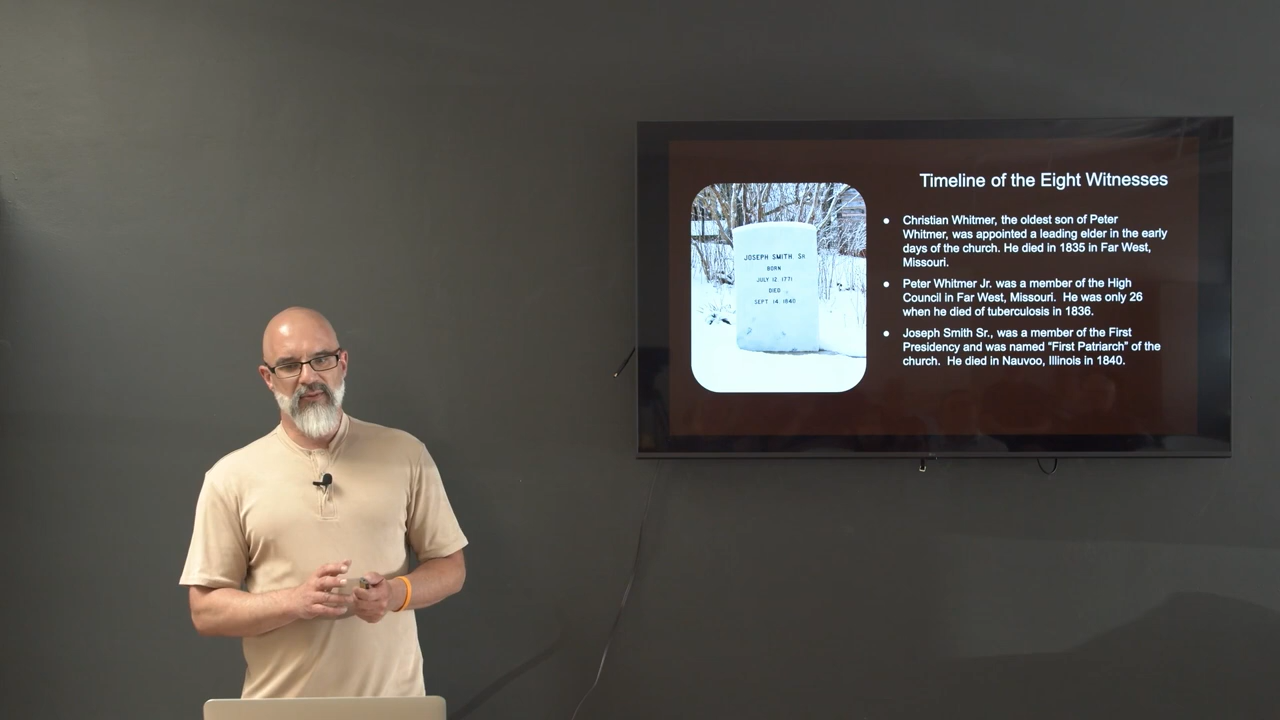 Timeline of the Eight Witnesses
JOSEPH SMITH SR
BORN
JULY 12, 1771
DIED
SEPT. 14, 1840
● Christian Whitmer, the oldest son of Peter
Whitmer, was appointed a leading elder in the early
days of the church. He died in 1835 in Far West,
Missouri.
● Peter Whitmer Jr. was a member of the High
Council in Far West, Missouri.  He was only 26
when he died of tuberculosis in 1836.
● Joseph Smith Sr., was a member of the First
Presidency and was named “First Patriarch” of the
church.  He died in Nauvoo, Illinois in 1840.